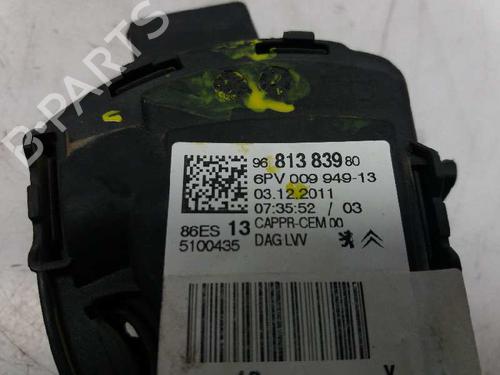 B-PARTS
96 813 839 80
6PV 009 949-13
03.12.2011
07:35:52 / 03
86ES 13 CAPPR-CEM 00
5100435 DAG LVV